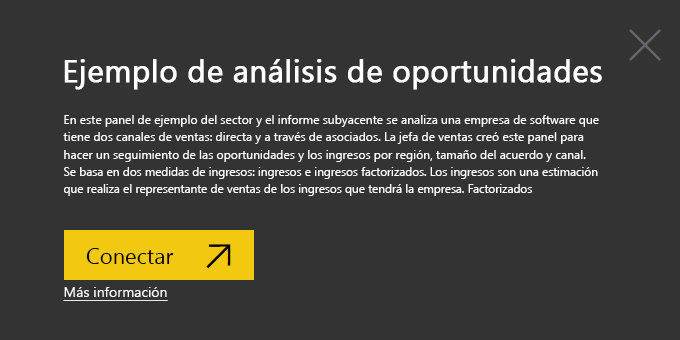 Ejemplo de análisis de oportunidades
En este panel de ejemplo del sector y el informe subyacente se analiza una empresa de software que
tiene dos canales de ventas: directa y a través de asociados. La jefa de ventas creó este panel para
hacer un seguimiento de las oportunidades y los ingresos por región, tamaño del acuerdo y canal.
Se basa en dos medidas de ingresos: ingresos e ingresos factorizados. Los ingresos son una estimación
que realiza el representante de ventas de los ingresos que tendrá la empresa. Factorizados
Conectar
Más información